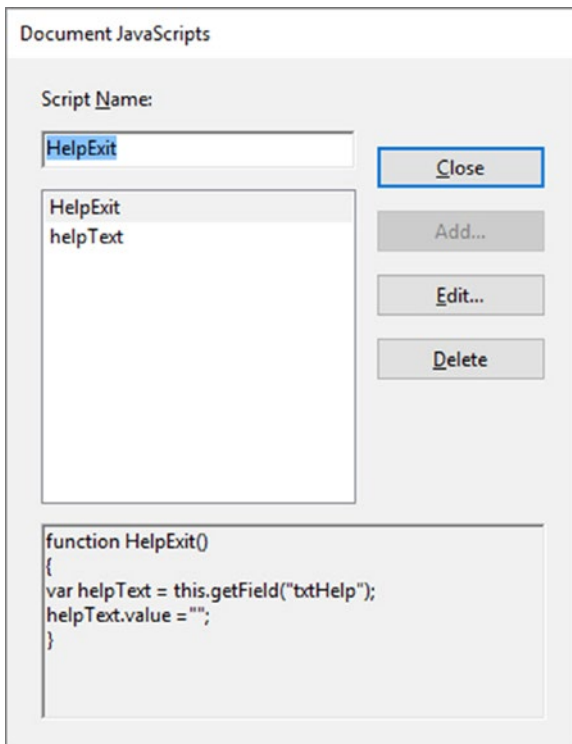 Document JavaScripts
Script Name:
HelpExit
Close
HelpExit
helpText
Add...
Edit...
Delete
function HelpExit()
{
var helpText = this.getField("txtHelp");
helpText.value ="";
}